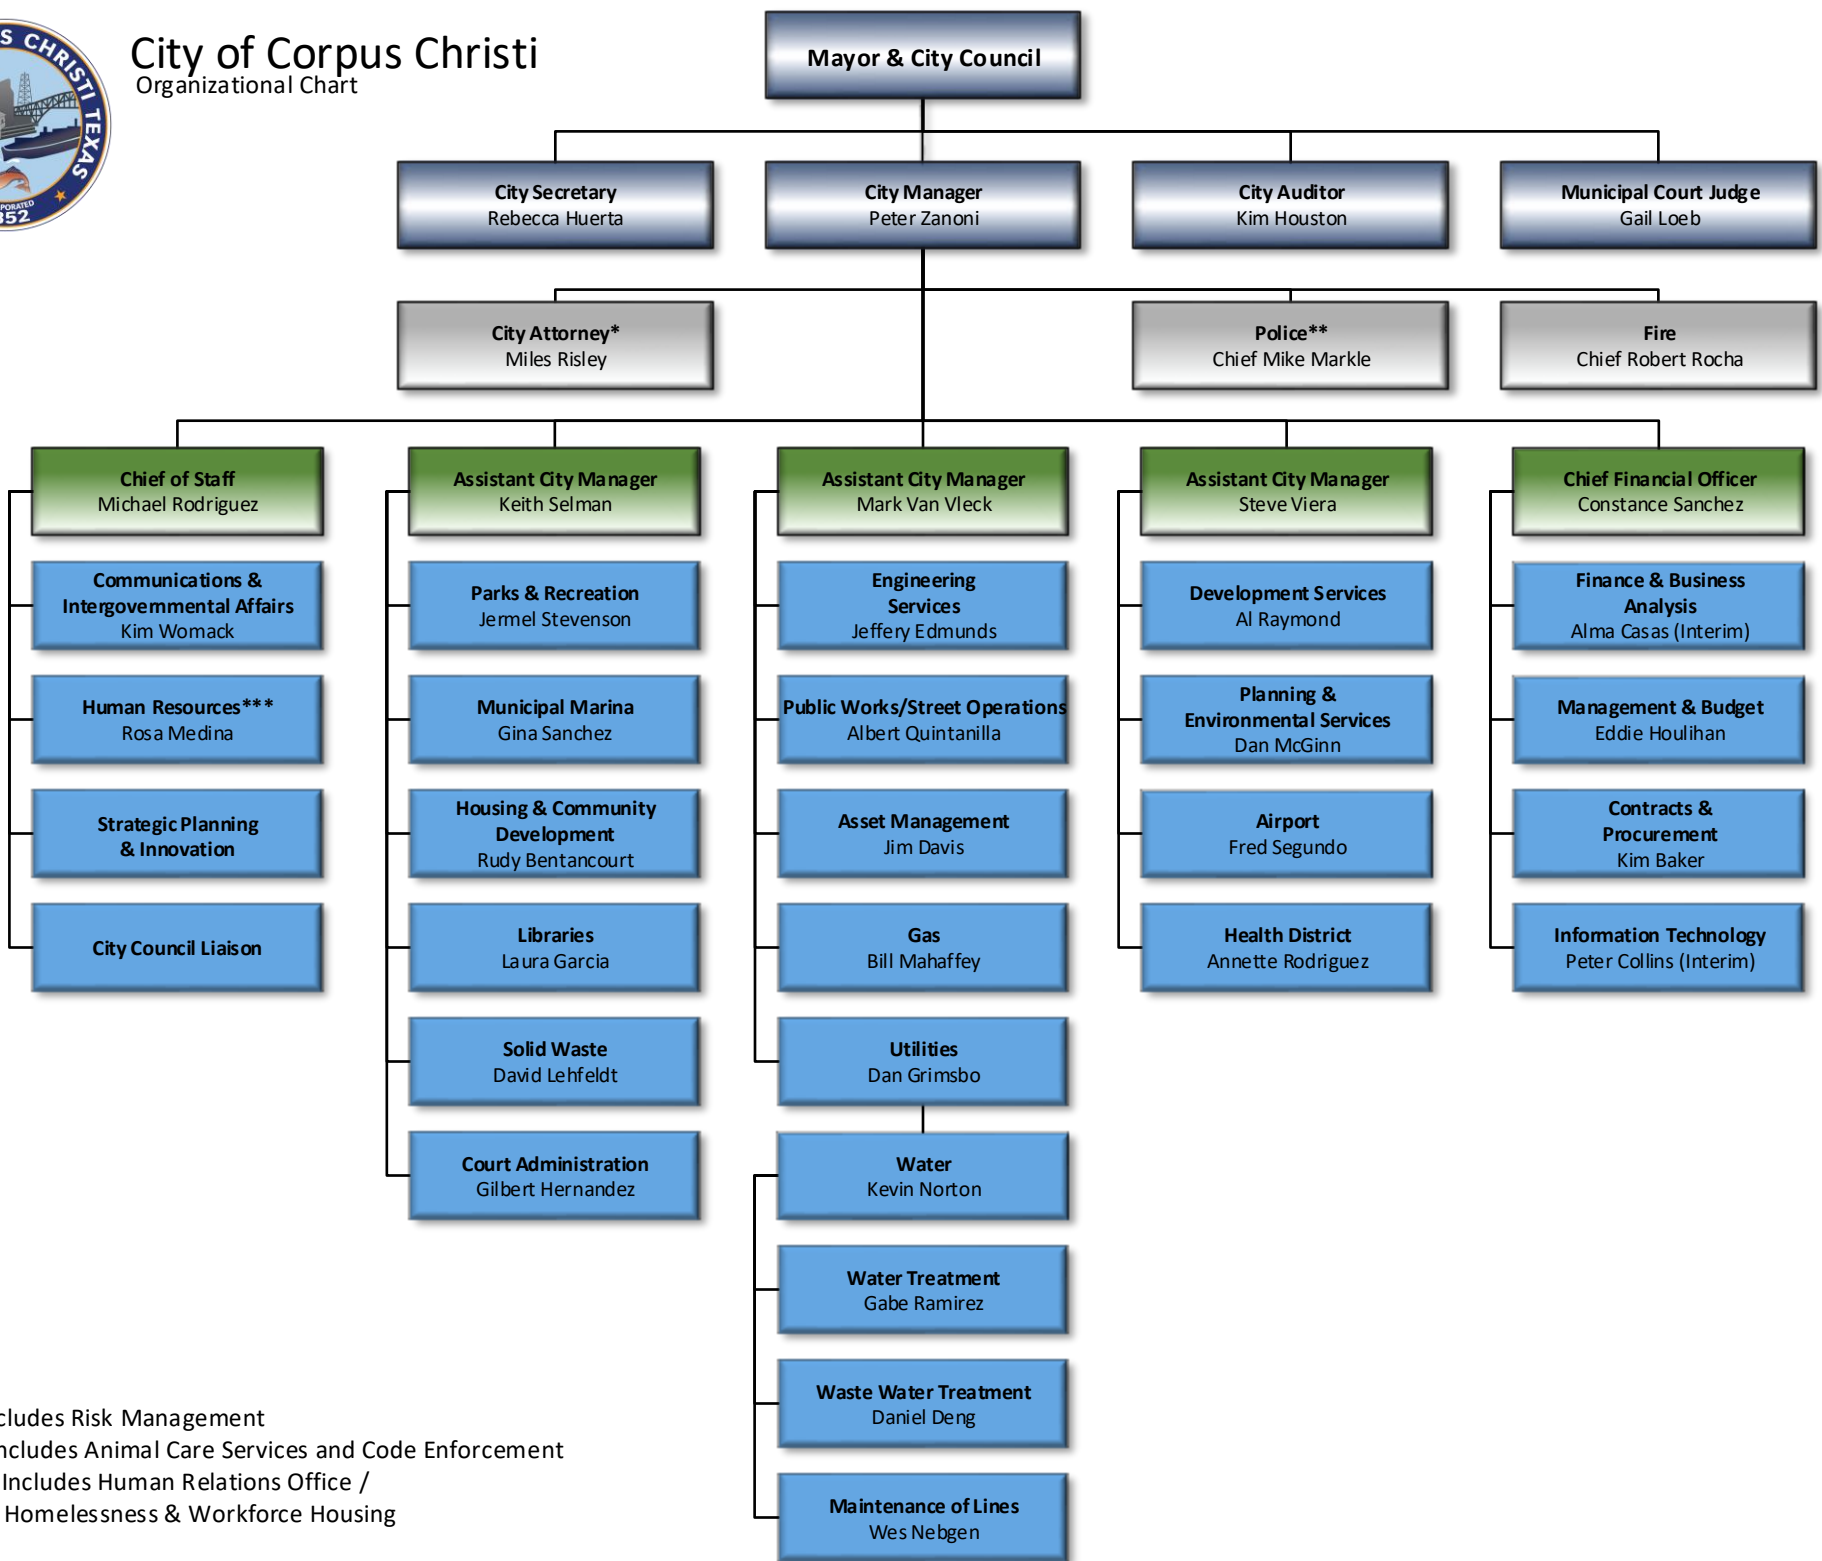 S CHRISTI TEXAS
PORATED
352
City of Corpus Christi
Organizational Chart
Mayor & City Council
City Secretary
Rebecca Huerta
City Manager
Peter Zanoni
City Auditor
Kim Houston
Municipal Court Judge
Gail Loeb
City Attorney*
Miles Risley
Police**
Chief Mike Markle
Fire
Chief Robert Rocha
Chief of Staff
Michael Rodriguez
Assistant City Manager
Keith Selman
Assistant City Manager
Mark Van Vleck
Assistant City Manager
Steve Viera
Chief Financial Officer
Constance Sanchez
Communications &
Intergovernmental Affairs
Kim Womack
Parks & Recreation
Jermel Stevenson
Engineering
Services
Jeffery Edmunds
Development Services
Al Raymond
Finance & Business
Analysis
Alma Casas (Interim)
Human Resources***
Rosa Medina
Municipal Marina
Gina Sanchez
Public Works/Street Operations
Albert Quintanilla
Planning &
Environmental Services
Dan McGinn
Management & Budget
Eddie Houlihan
Strategic Planning
& Innovation
Housing & Community
Development
Rudy Bentancourt
Asset Management
Jim Davis
Airport
Fred Segundo
Contracts &
Procurement
Kim Baker
City Council Liaison
Libraries
Laura Garcia
Gas
Bill Mahaffey
Health District
Annette Rodriguez
Information Technology
Peter Collins (Interim)
Solid Waste
David Lehfeldt
Utilities
Dan Grimsbo
Court Administration
Gilbert Hernandez
Water
Kevin Norton
Water Treatment
Gabe Ramirez
Waste Water Treatment
Daniel Deng
Maintenance of Lines
Wes Nebgen
cludes Risk Management
ncludes Animal Care Services and Code Enforcement
Includes Human Relations Office /
Homelessness & Workforce Housing